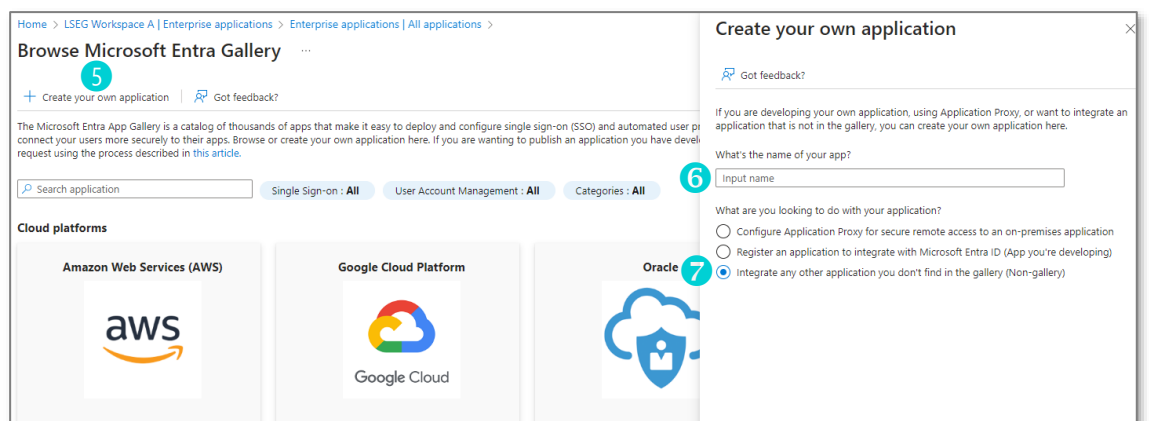 Home > LSEG Workspace A | Enterprise applications > Enterprise applications | All applications >
Browse Microsoft Entra Gallery ...
5
+ Create your own application
Got feedback?
The Microsoft Entra App Gallery is a catalog of thousands of apps that make it easy to deploy and configure single sign-on (SSO) and automated user pr
connect your users more securely to their apps. Browse or create your own application here. If you are wanting to publish an application you have devel
request using the process described in this article.
Search application
Single Sign-on : All
User Account Management : All
Categories : All
Cloud platforms
Amazon Web Services (AWS)
Google Cloud Platform
Oracle
aws
Google Cloud
Create your own application
Got feedback?
If you are developing your own application, using Application Proxy, or want to integrate an
application that is not in the gallery, you can create your own application here.
What's the name of your app?
6
Input name
What are you looking to do with your application?
Configure Application Proxy for secure remote access to an on-premises application
Register an application to integrate with Microsoft Entra ID (App you're developing)
7
Integrate any other application you don't find in the gallery (Non-gallery)